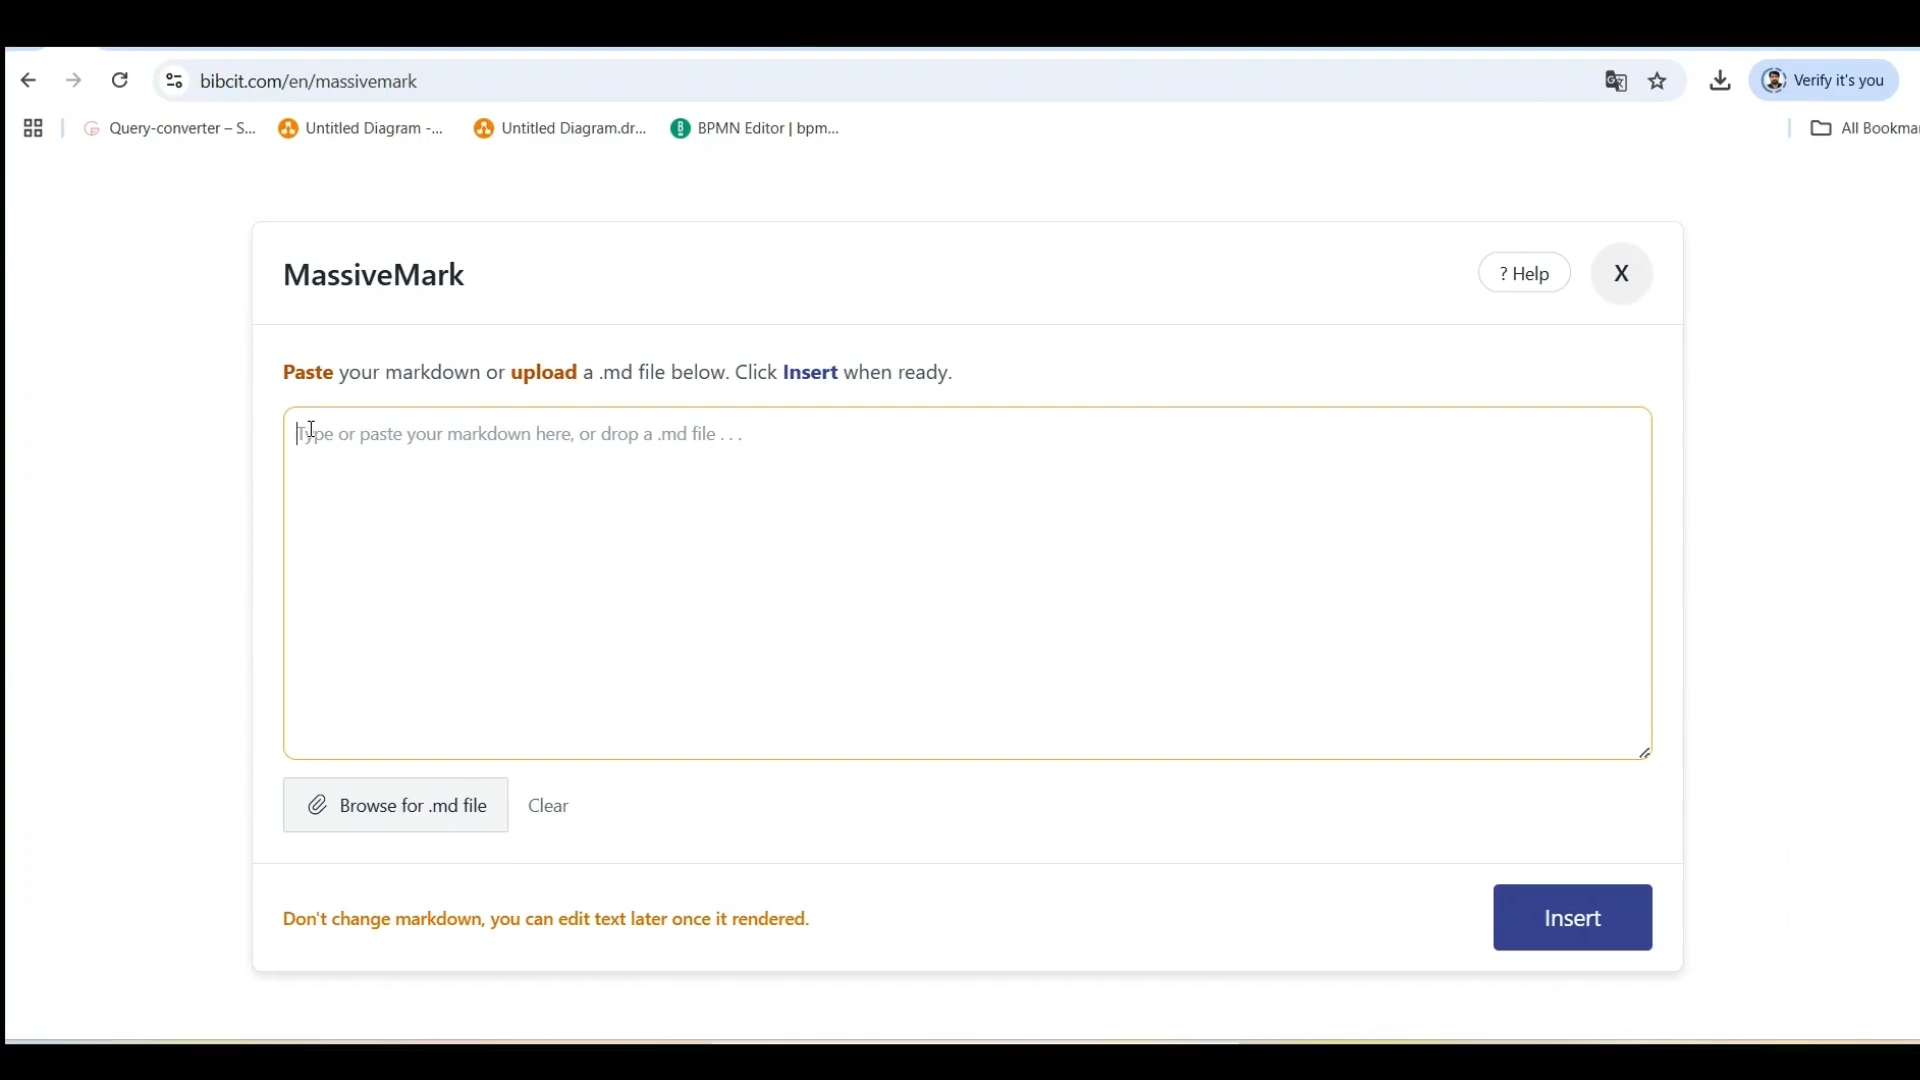 bibcit.com/en/massivemark
Verify it's you
Query-converter – S...
Untitled Diagram -...
Untitled Diagram.dr...
BPMN Editor | bpm...
All Bookma
MassiveMark
? Help
X
Paste your markdown or upload a .md file below. Click Insert when ready.
Type or paste your markdown here, or drop a .md file . . .
Browse for .md file
Clear
Don't change markdown, you can edit text later once it rendered.
Insert